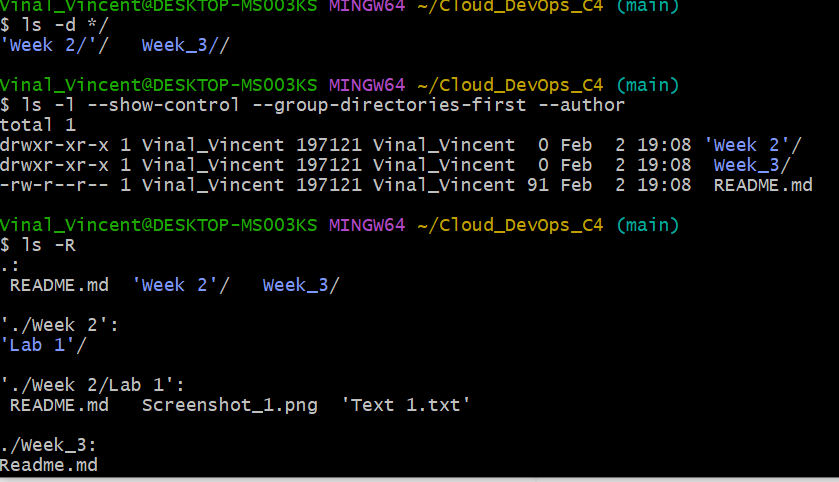 Vinal_Vincent@DESKTOP-MS003KS MINGW64 ~/Cloud_DevOps_C4 (main)
$ ls -d */
'Week 2/'/   Week_3//
Vinal_Vincent@DESKTOP-MS003KS MINGW64 ~/Cloud_DevOps_C4 (main)
$ ls -l --show-control --group-directories-first --author
total 1
drwxr-xr-x 1 Vinal_Vincent 197121 Vinal_Vincent  0 Feb  2 19:08 'Week 2'/
drwxr-xr-x 1 Vinal_Vincent 197121 Vinal_Vincent  0 Feb  2 19:08  Week_3/
-rw-r--r-- 1 Vinal_Vincent 197121 Vinal_Vincent 91 Feb  2 19:08  README.md
Vinal_Vincent@DESKTOP-MS003KS MINGW64 ~/Cloud_DevOps_C4 (main)
$ ls -R
.:
 README.md  'Week 2'/   Week_3/
'./Week 2':
'Lab 1'/
'./Week 2/Lab 1':
 README.md   Screenshot_1.png  'Text 1.txt'
./Week_3:
Readme.md